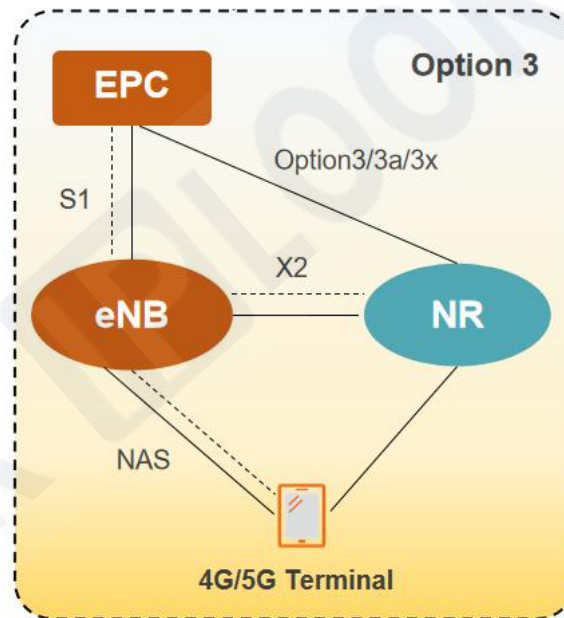 EPC
Option 3
Option3/3a/3x
S1
X2
eNB
NR
NAS
4G/5G Terminal